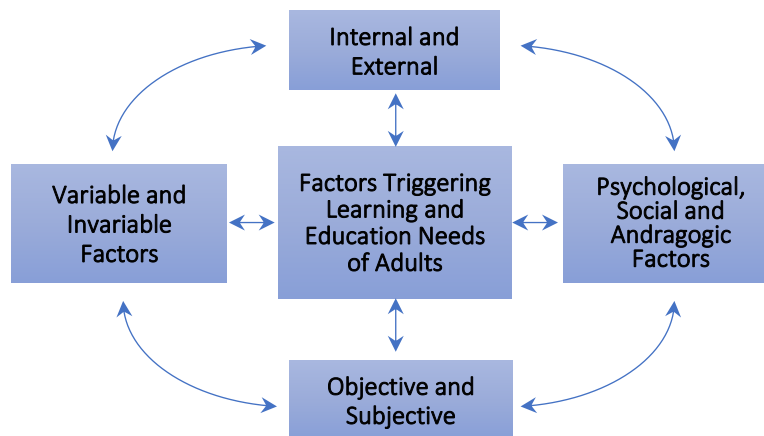 Internal and
External
Variable and
Invariable
Factors
Factors Triggering
Learning and
Education Needs
of Adults
Psychological,
Social and
Andragogic
Factors
Objective and
Subjective